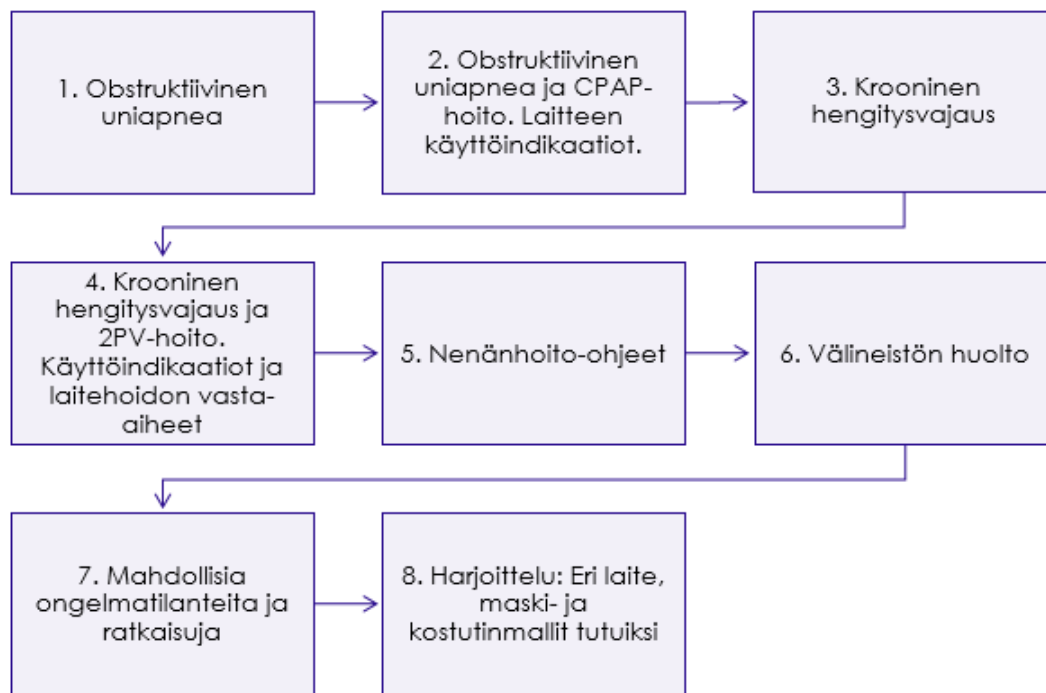 1. Obstruktiivinen
uniapnea
2. Obstruktiivinen
uniapnea ja CPAP-
hoito. Laitteen
käyttöindikaatiot.
3. Krooninen
hengitysvajaus
4. Krooninen
hengitysvajaus ja
2PV-hoito.
Käyttöindikaatiot ja
laitehoidon vasta-
aiheet
5. Nenänhoito-ohjeet
6. Välineistön huolto
7. Mahdollisia
ongelmatilanteita ja
ratkaisuja
8. Harjoittelu: Eri laite,
maski- ja
kostutinmallit tutuiksi